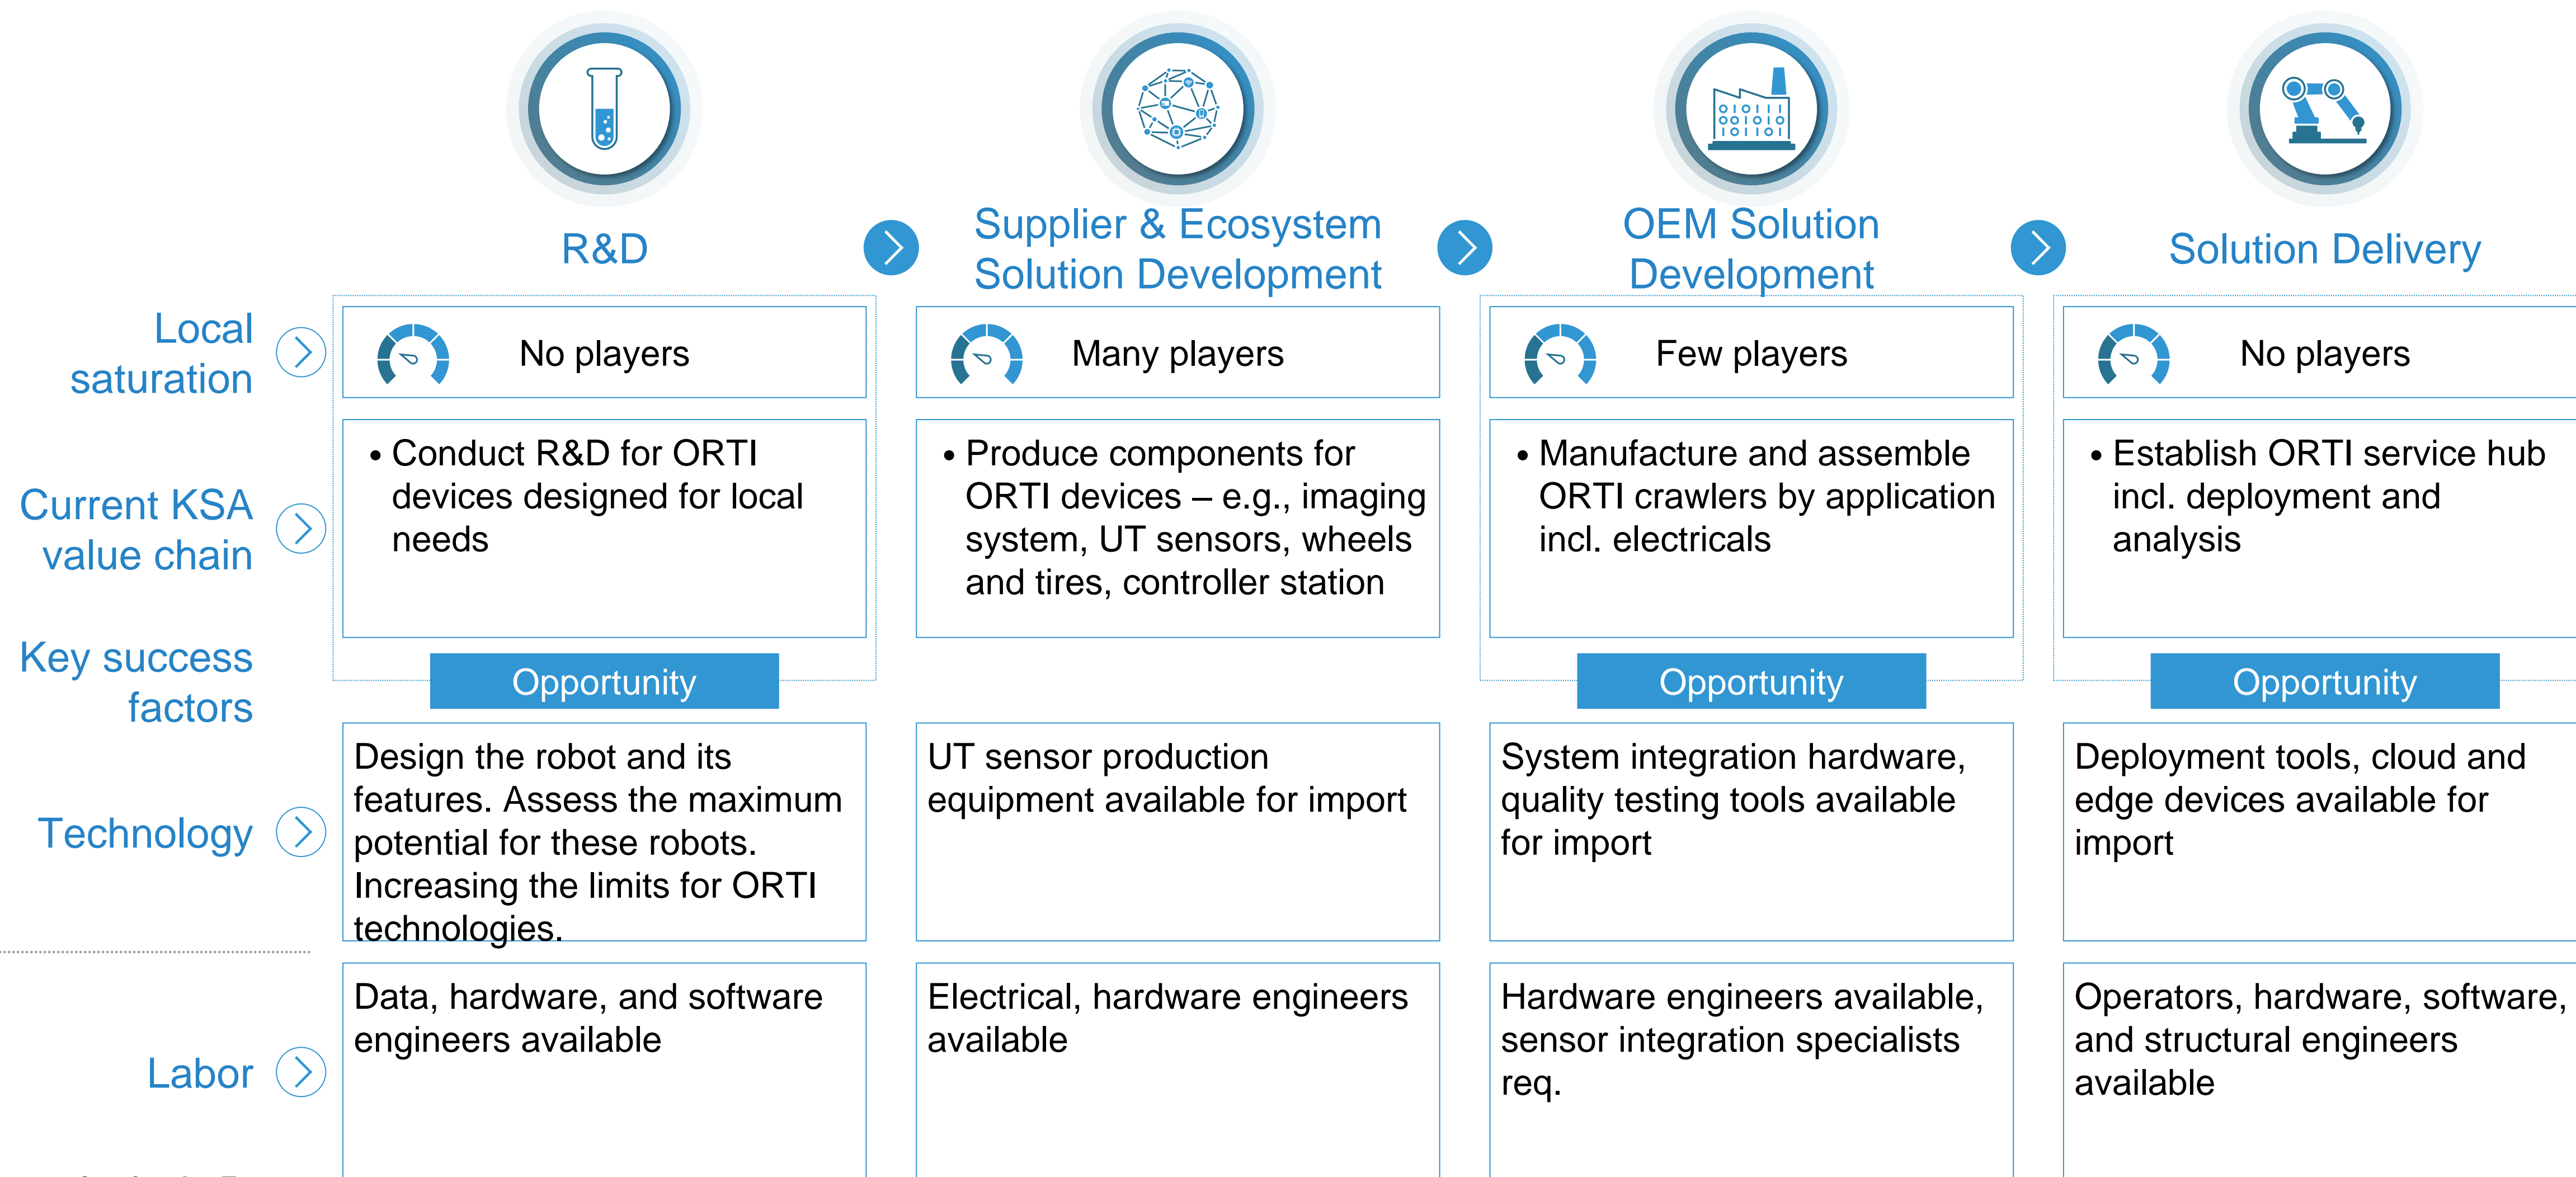 R&D
Supplier & Ecosystem
Solution Development
OEM Solution
Development
Solution Delivery
Local
saturation
No players
Many players
Few players
No players
Current KSA
value chain
• Conduct R&D for ORTI
devices designed for local
needs
• Produce components for
ORTI devices – e.g., imaging
system, UT sensors, wheels
and tires, controller station
• Manufacture and assemble
ORTI crawlers by application
incl. electricals
• Establish ORTI service hub
incl. deployment and
analysis
Key success
factors
Opportunity
Opportunity
Opportunity
Technology
Design the robot and its
features. Assess the maximum
potential for these robots.
Increasing the limits for ORTI
technologies.
UT sensor production
equipment available for import
System integration hardware,
quality testing tools available
for import
Deployment tools, cloud and
edge devices available for
import
Labor
Data, hardware, and software
engineers available
Electrical, hardware engineers
available
Hardware engineers available,
sensor integration specialists
req.
Operators, hardware, software,
and structural engineers
available